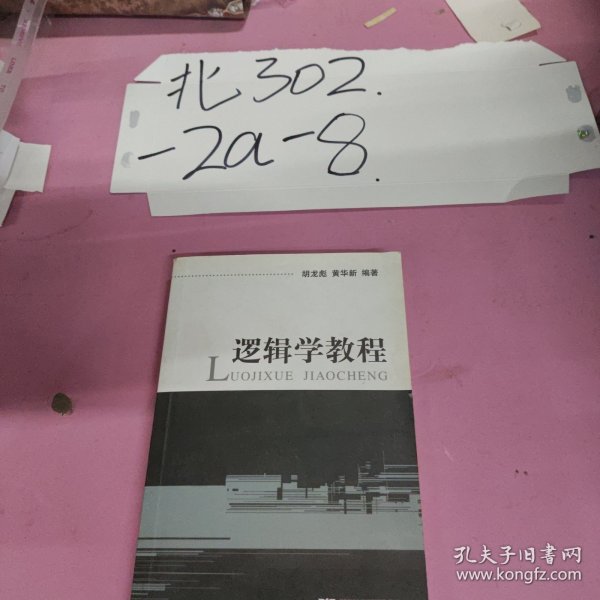 北302.
-2a-8.
胡龙彪 黄华新 编著
逻辑学教程
LUOJIXUE JIAOCHENG
孔夫子旧书网
www.kongfz.com